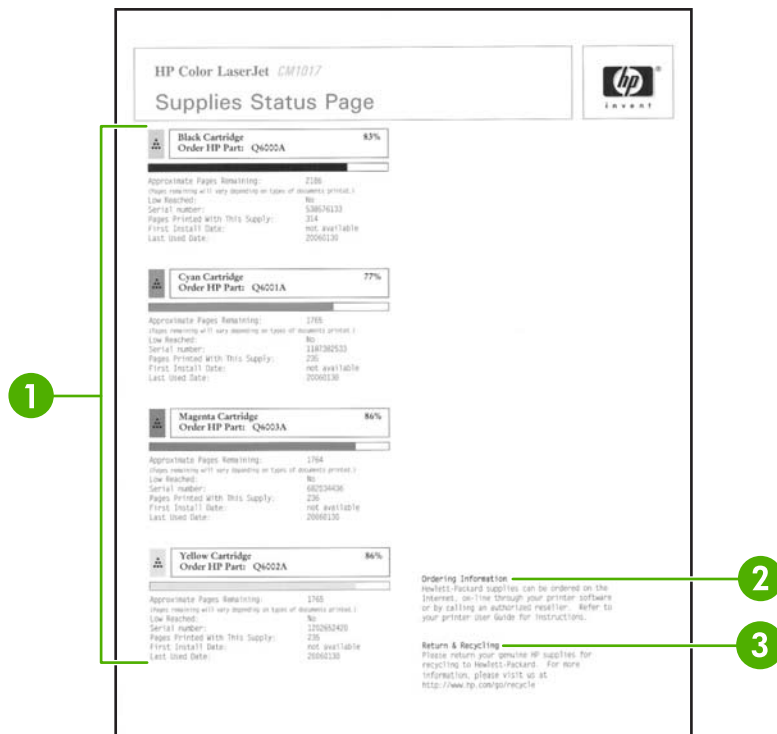 HP Color LaserJet CM1017
Supplies Status Page
hp
invent
1
Black Cartridge 83%
Order HP Part: Q6000A
Approximate Pages Remaining: 2186
(Pages remaining will vary depending on types of documents printed.)
Low Reached: No
Serial number: 538576133
Pages Printed With This Supply: 314
First Install Date: not available
Last Used Date: 20060130
Cyan Cartridge 77%
Order HP Part: Q6001A
Approximate Pages Remaining: 1765
(Pages remaining will vary depending on types of documents printed.)
Low Reached: No
Serial number: 1187382533
Pages Printed With This Supply: 235
First Install Date: not available
Last Used Date: 20060130
Magenta Cartridge 86%
Order HP Part: Q6003A
Approximate Pages Remaining: 1764
(Pages remaining will vary depending on types of documents printed.)
Low Reached: No
Serial number: 682034436
Pages Printed With This Supply: 236
First Install Date: not available
Last Used Date: 20060130
Yellow Cartridge 86%
Order HP Part: Q6002A
Approximate Pages Remaining: 1765
(Pages remaining will vary depending on types of documents printed.)
Low Reached: No
Serial number: 1202652420
Pages Printed With This Supply: 235
First Install Date: not available
Last Used Date: 20060130
Ordering Information
2
Hewlett-Packard supplies can be ordered on the
Internet, on-line through your printer software
or by calling an authorized reseller. Refer to
your printer User Guide for instructions.
Return & Recycling
3
Please return your genuine HP supplies for
recycling to Hewlett-Packard. For more
information, please visit us at
http://www.hp.com/go/recycle